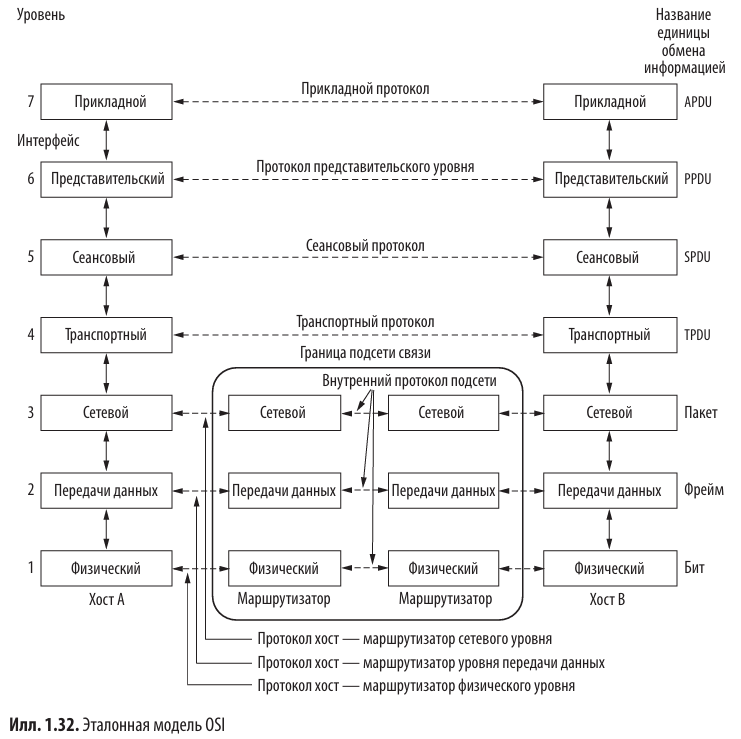 Уровень
Название
единицы
обмена
информацией
Прикладной протокол
7 Прикладной Прикладной APDU
Интерфейс
Протокол представительского уровня
6 Представительский Представительский PPDU
Сеансовый протокол
5 Сеансовый Сеансовый SPDU
Транспортный протокол
4 Транспортный Транспортный TPDU
Граница подсети связи
Внутренний протокол подсети
3 Сетевой Сетевой Сетевой Сетевой Пакет
2 Передачи данных Передачи данных Передачи данных Передачи данных Фрейм
1 Физический Физический Физический Физический Бит
Хост A Маршрутизатор Маршрутизатор Хост B
Протокол хост — маршрутизатор сетевого уровня
Протокол хост — маршрутизатор уровня передачи данных
Протокол хост — маршрутизатор физического уровня
Илл. 1.32. Эталонная модель OSI